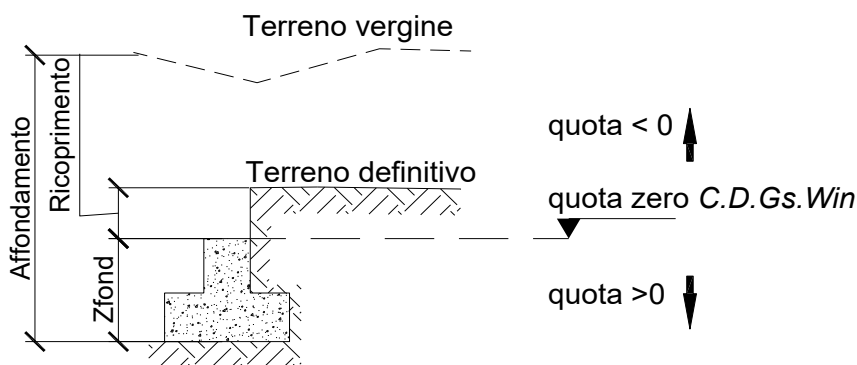 Terreno vergine
Affondamento
Ricoprimento
quota < 0
Terreno definitivo
quota zero C.D.Gs.Win
Zfond
quota >0